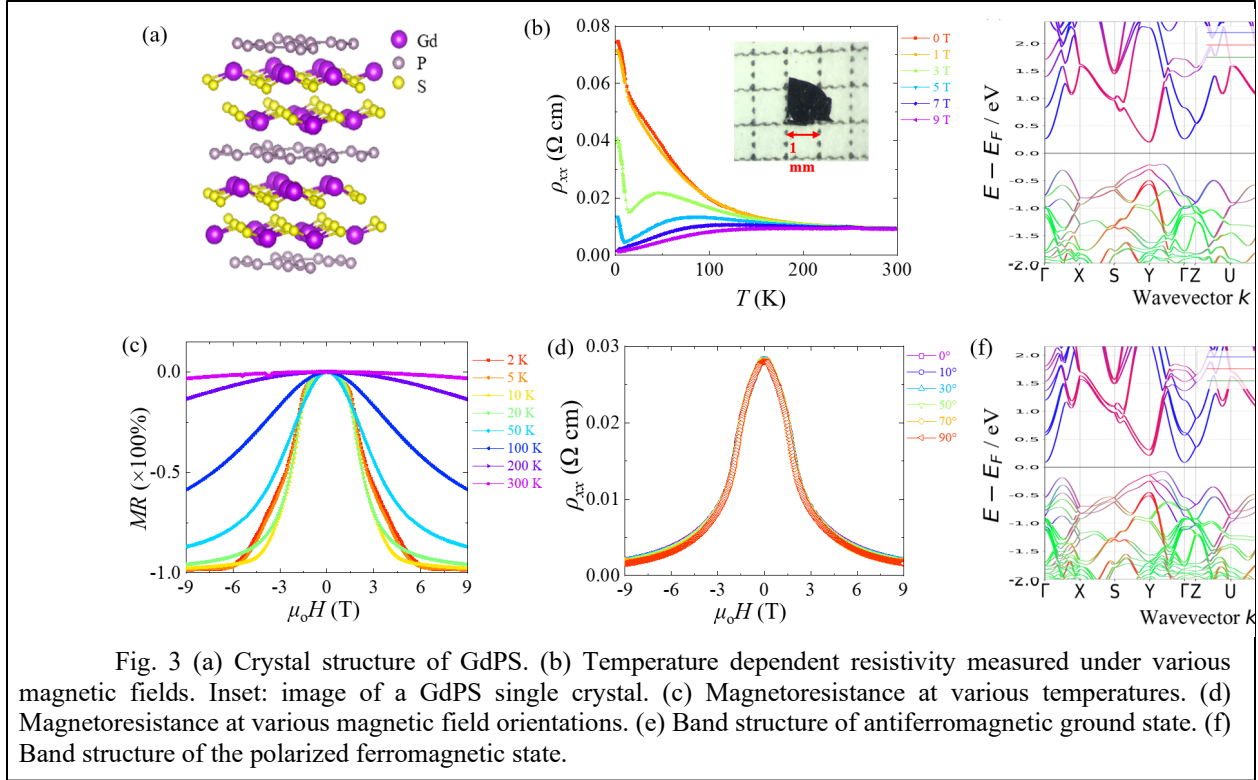 (a)
Gd
P
S
(b)
0.08
0.06
0.04
0.02
0.00
ρxx (Ω cm)
0 T
1 T
3 T
5 T
7 T
9 T
1
mm
0
100
200
300
T (K)
2.0
1.5
1.0
0.5
0.0
-0.5
-1.0
-1.5
-2.0
E − EF / eV
Γ X S Y ΓZ U
Wavevector k
(c)
0.0
-0.5
-1.0
MR (×100%)
2 K
5 K
10 K
20 K
50 K
100 K
200 K
300 K
-9 -6 -3 0 3 6 9
μoH (T)
(d)
0.03
0.02
0.01
0.00
ρxx (Ω cm)
0°
10°
30°
50°
70°
90°
-9 -6 -3 0 3 6 9
μoH (T)
(f)
2.0
1.5
1.0
0.5
0.0
-0.5
-1.0
-1.5
-2.0
E − EF / eV
Γ X S Y ΓZ U
Wavevector k
Fig. 3 (a) Crystal structure of GdPS. (b) Temperature dependent resistivity measured under various
magnetic fields. Inset: image of a GdPS single crystal. (c) Magnetoresistance at various temperatures. (d)
Magnetoresistance at various magnetic field orientations. (e) Band structure of antiferromagnetic ground state. (f)
Band structure of the polarized ferromagnetic state.